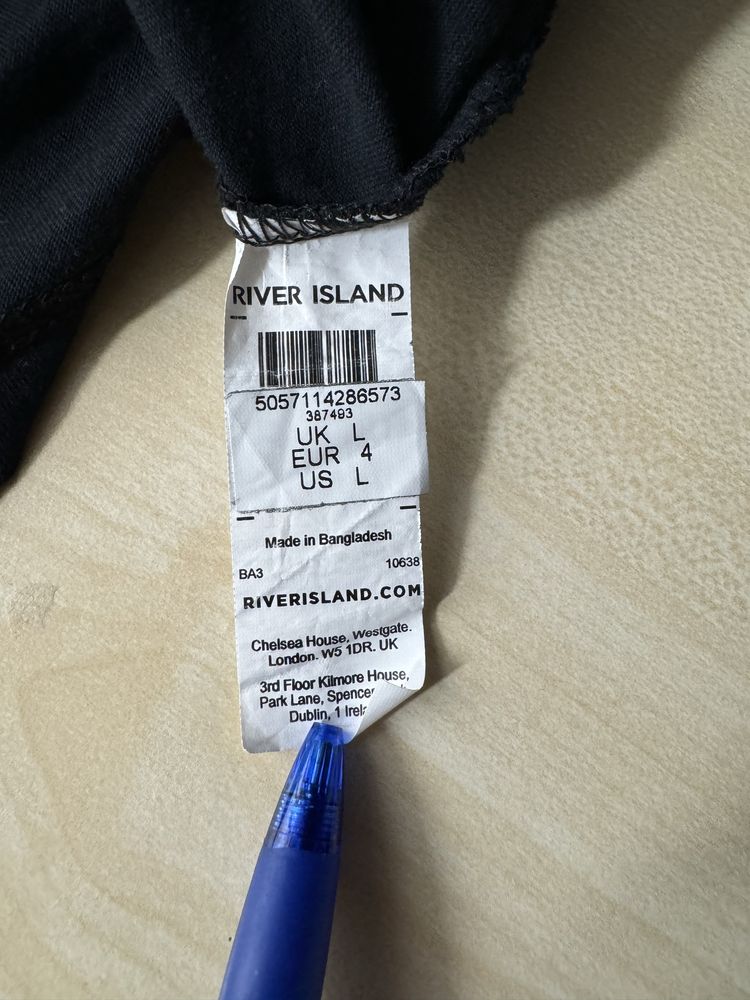 RIVER ISLAND
5057114286573
387493
UK L
EUR 4
US L
Made in Bangladesh
BA3 10638
RIVERISLAND.COM
Chelsea House, Westgate.
London. W5 1DR. UK
3rd Floor Kilmore House,
Park Lane, Spencer
Dublin, 1